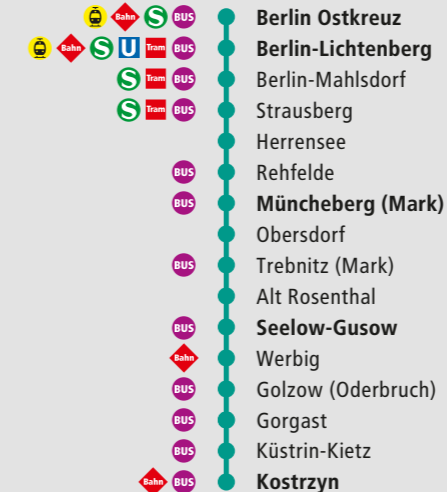 Bahn S BUS Berlin Ostkreuz
Bahn S U Tram BUS Berlin-Lichtenberg
S Tram BUS Berlin-Mahlsdorf
S Tram BUS Strausberg
Herrensee
BUS Rehfelde
BUS Müncheberg (Mark)
Obersdorf
BUS Trebnitz (Mark)
Alt Rosenthal
BUS Seelow-Gusow
Bahn Werbig
BUS Golzow (Oderbruch)
BUS Gorgast
BUS Küstrin-Kietz
Bahn BUS Kostrzyn